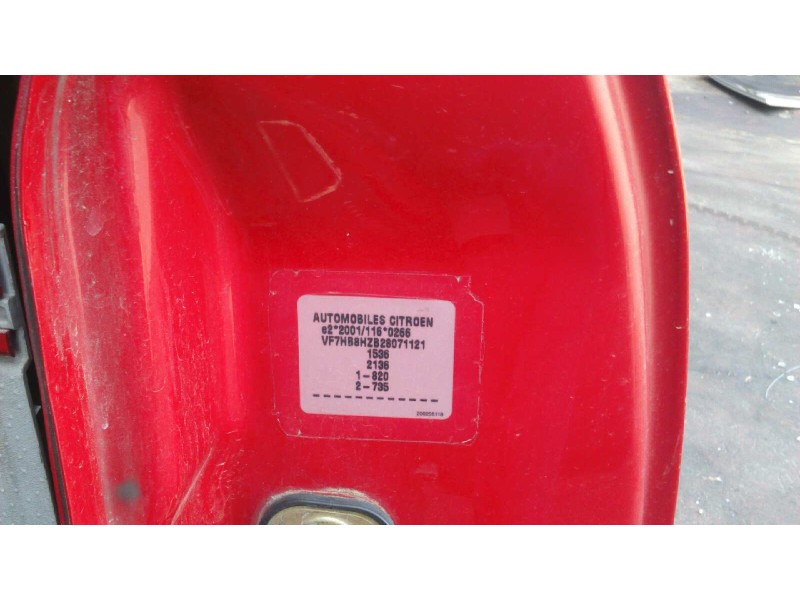 AUTOMOBILES CITROEN
e2*2001/116*0266
VF7HB8HZB28071121
1536
2136
1-820
2-735